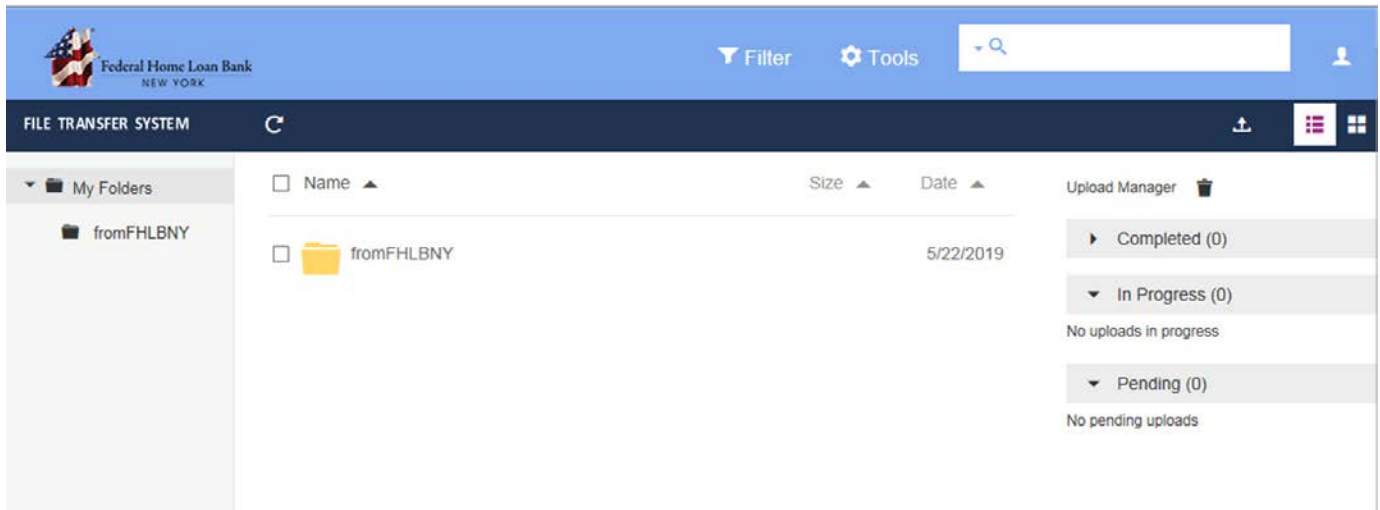 Federal Home Loan Bank
NEW YORK
Filter
Tools
FILE TRANSFER SYSTEM
My Folders
fromFHLBNY
Name
Size
Date
fromFHLBNY
5/22/2019
Upload Manager
Completed (0)
In Progress (0)
No uploads in progress
Pending (0)
No pending uploads